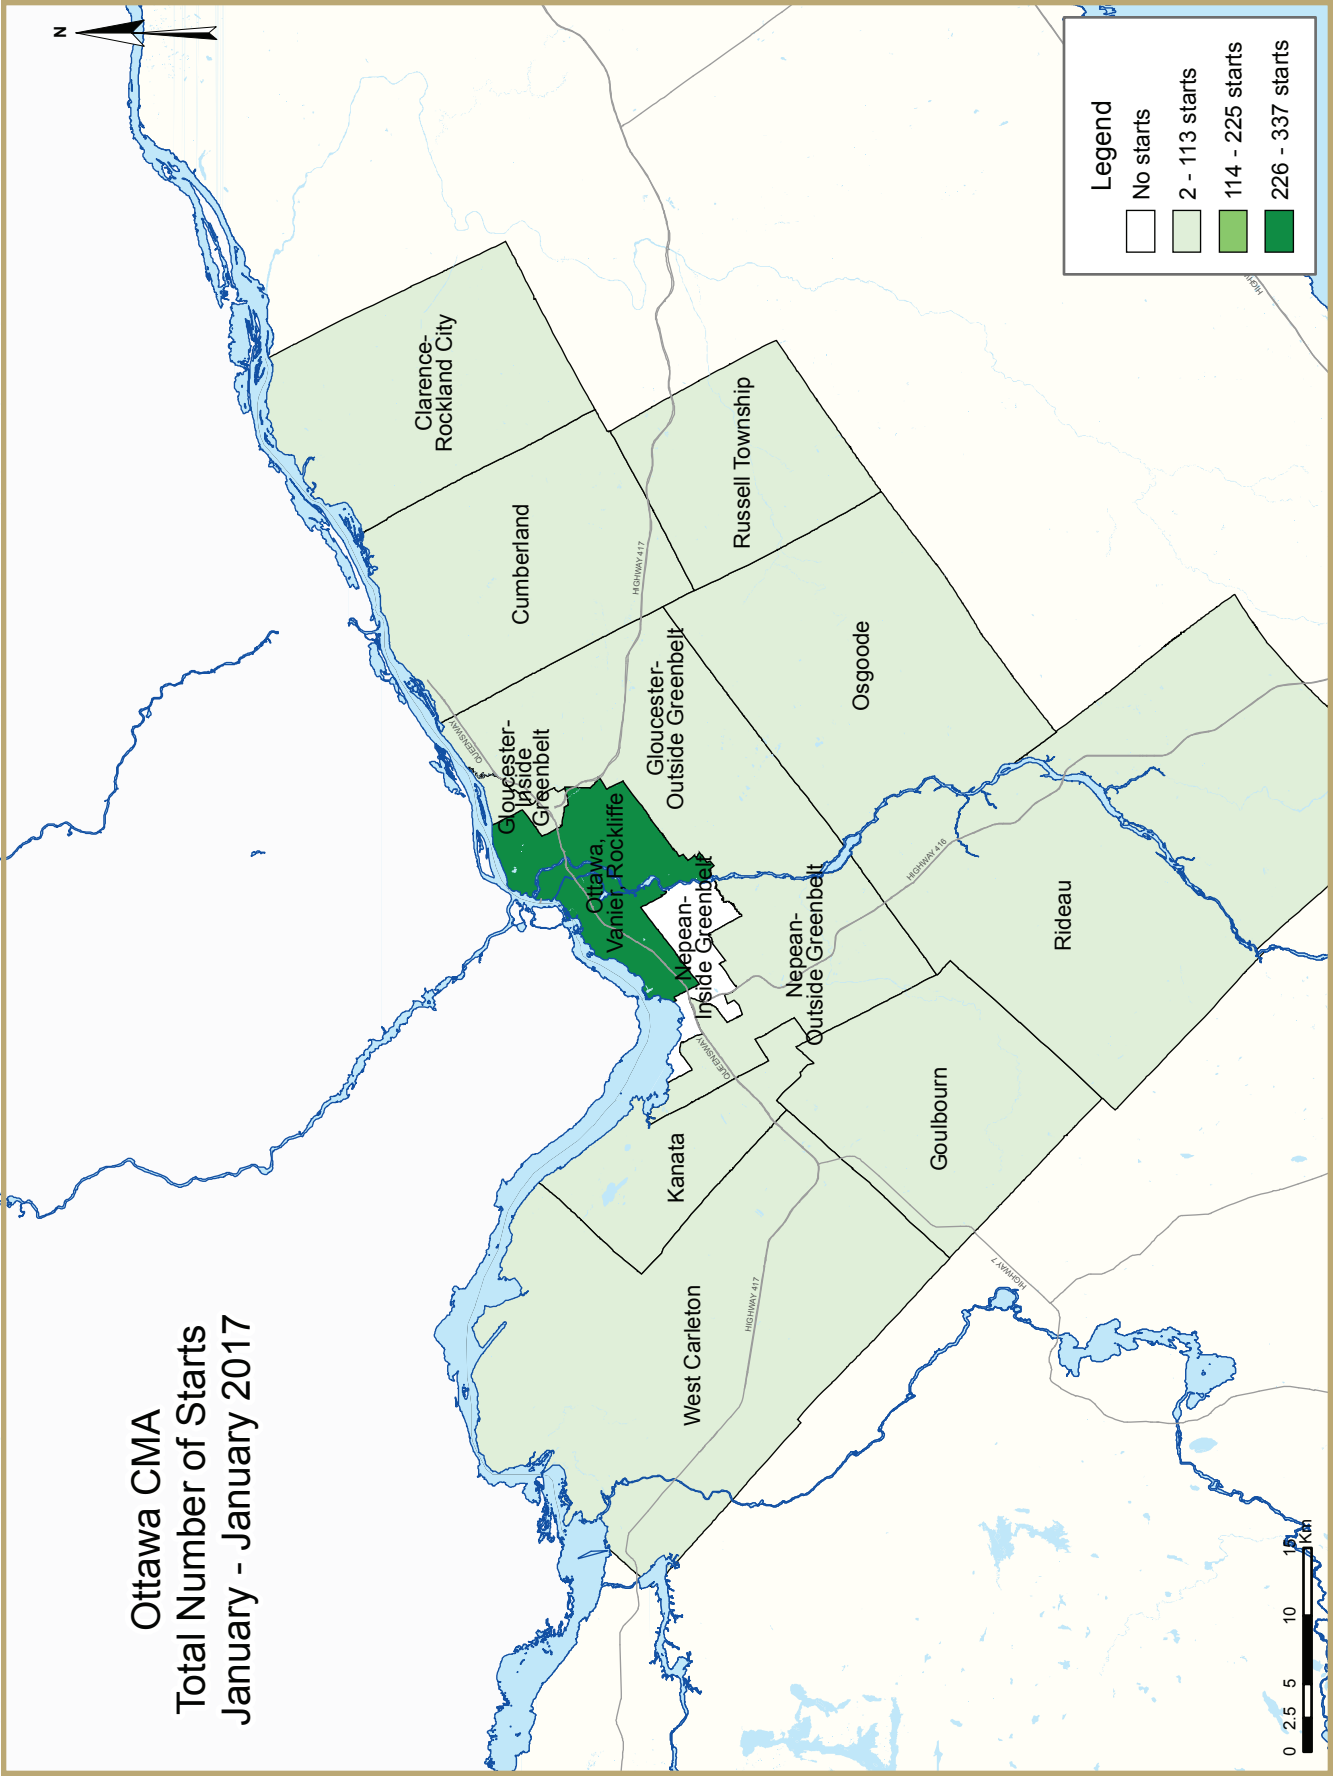 Ottawa CMA
Total Number of Starts
January - January 2017
N
Clarence-
Rockland City
Cumberland
Russell Township
HIGHWAY 417
QUEENSWAY
Gloucester-
Inside
Greenbelt
Gloucester-
Outside Greenbelt
Osgoode
Ottawa,
Vanier, Rockliffe
Nepean-
Inside Greenbelt
Nepean-
Outside Greenbelt
HIGHWAY 416
Rideau
QUEENSWAY
Kanata
Goulbourn
West Carleton
HIGHWAY 417
HIGHWAY 7
Legend
No starts
2 - 113 starts
114 - 225 starts
226 - 337 starts
0 2.5 5 10 15
Km